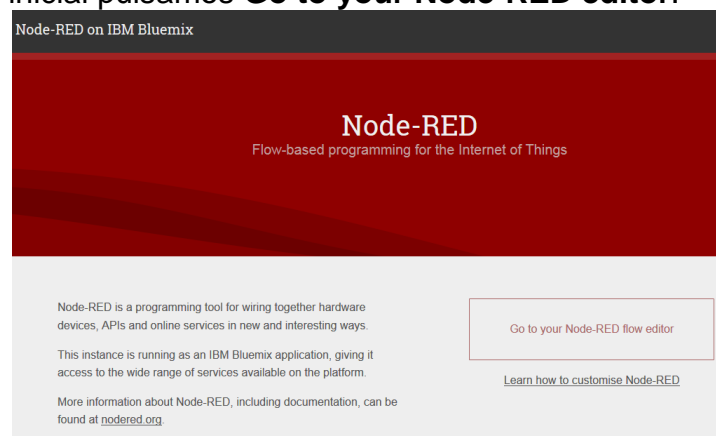 inicial pulsamos Go to your Node-RED editor.
Node-RED on IBM Bluemix
Node-RED
Flow-based programming for the Internet of Things
Node-RED is a programming tool for wiring together hardware
devices, APIs and online services in new and interesting ways.
This instance is running as an IBM Bluemix application, giving it
access to the wide range of services available on the platform.
More information about Node-RED, including documentation, can be
found at nodered.org.
Go to your Node-RED flow editor
Learn how to customise Node-RED